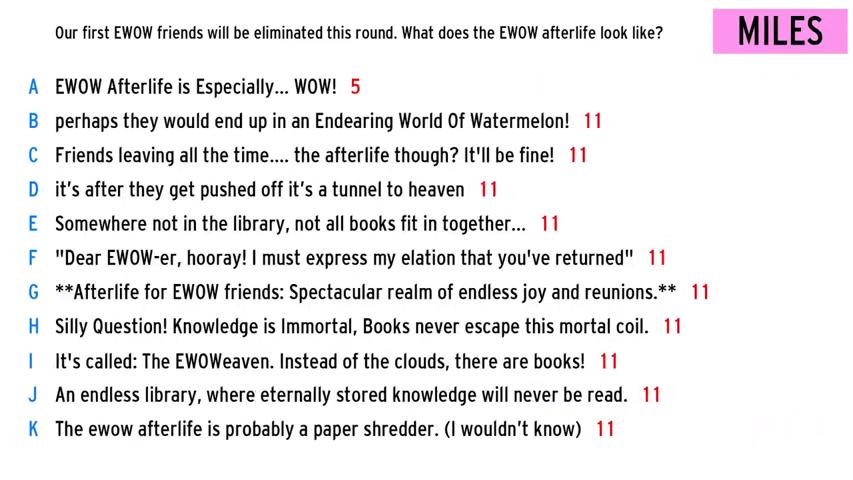 Our first EWOW friends will be eliminated this round. What does the EWOW afterlife look like?
MILES
A EWOW Afterlife is Especially... WOW! 5
B perhaps they would end up in an Endearing World Of Watermelon! 11
C Friends leaving all the time.... the afterlife though? It'll be fine! 11
D it’s after they get pushed off it’s a tunnel to heaven 11
E Somewhere not in the library, not all books fit in together... 11
F "Dear EWOW-er, hooray! I must express my elation that you've returned" 11
G **Afterlife for EWOW friends: Spectacular realm of endless joy and reunions.** 11
H Silly Question! Knowledge is Immortal, Books never escape this mortal coil. 11
I It's called: The EWOWeaven. Instead of the clouds, there are books! 11
J An endless library, where eternally stored knowledge will never be read. 11
K The ewow afterlife is probably a paper shredder. (I wouldn’t know) 11